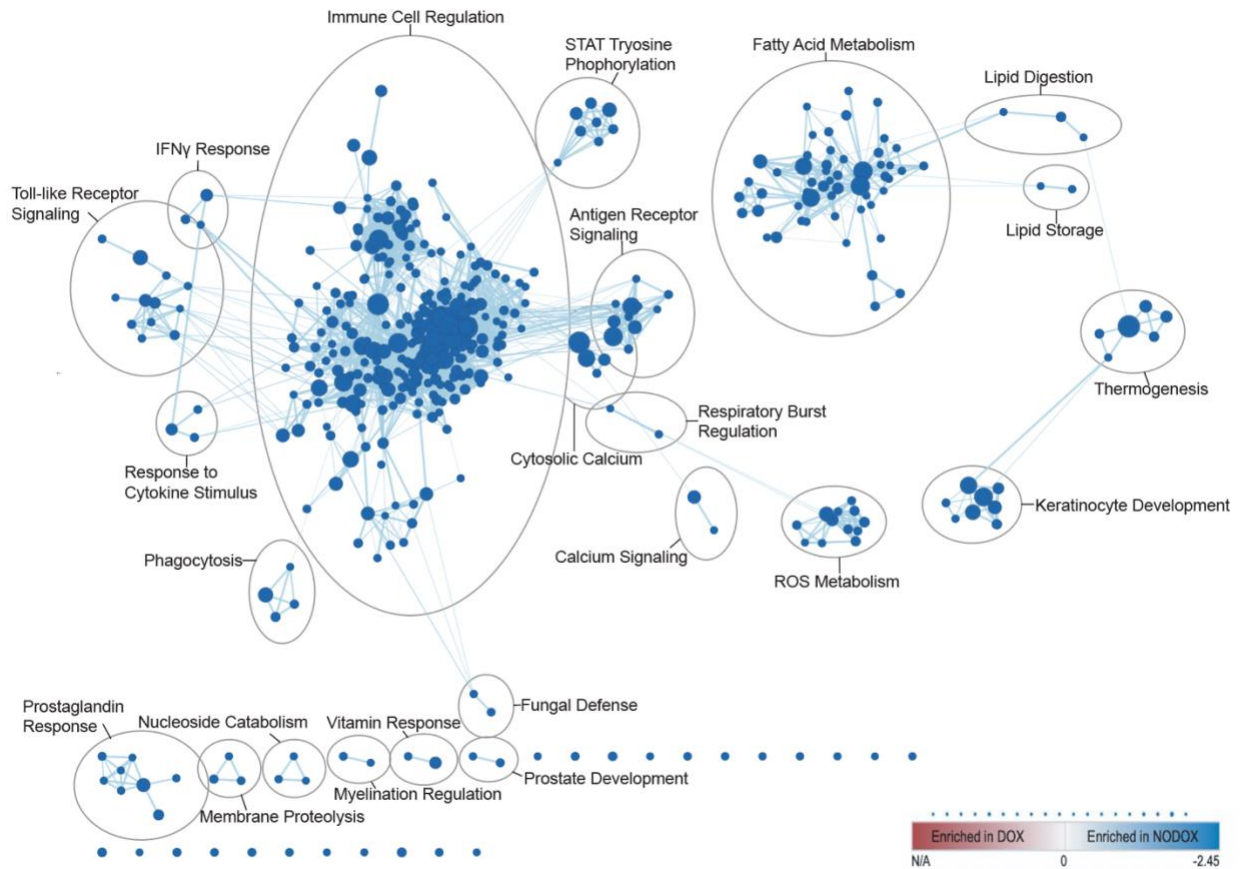 Immune Cell Regulation
STAT Tryosine
Phophorylation
Fatty Acid Metabolism
Lipid Digestion
IFNγ Response
Toll-like Receptor
Signaling
Antigen Receptor
Signaling
Lipid Storage
Thermogenesis
Respiratory Burst
Regulation
Cytosolic Calcium
Response to
Cytokine Stimulus
Keratinocyte Development
Phagocytosis
Calcium Signaling
ROS Metabolism
Prostaglandin
Response
Nucleoside Catabolism
Vitamin Response
Fungal Defense
Prostate Development
Myelination Regulation
Membrane Proteolysis
Enriched in DOX
Enriched in NODOX
N/A
0
-2.45